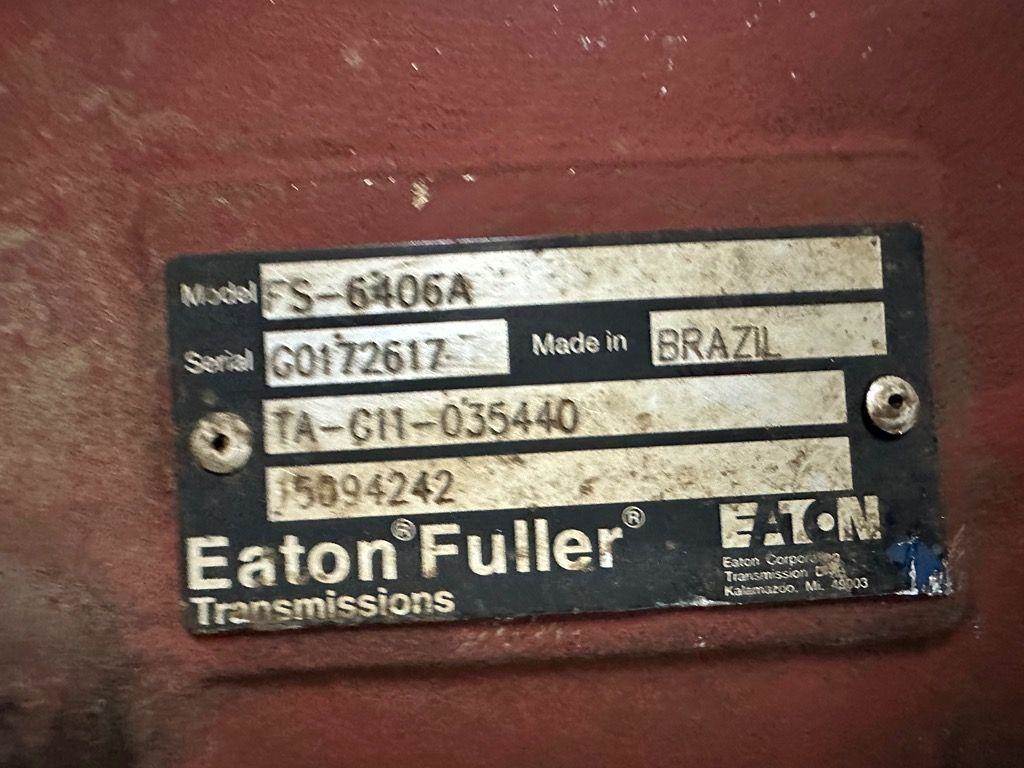 Model FS-6406A
Serial G0172617 Made in BRAZIL
TA-G11-035440
15094242
Eaton® Fuller®
Transmissions
EATON
Eaton Corporation
Transmission Div.
Kalamazoo, MI. 49003